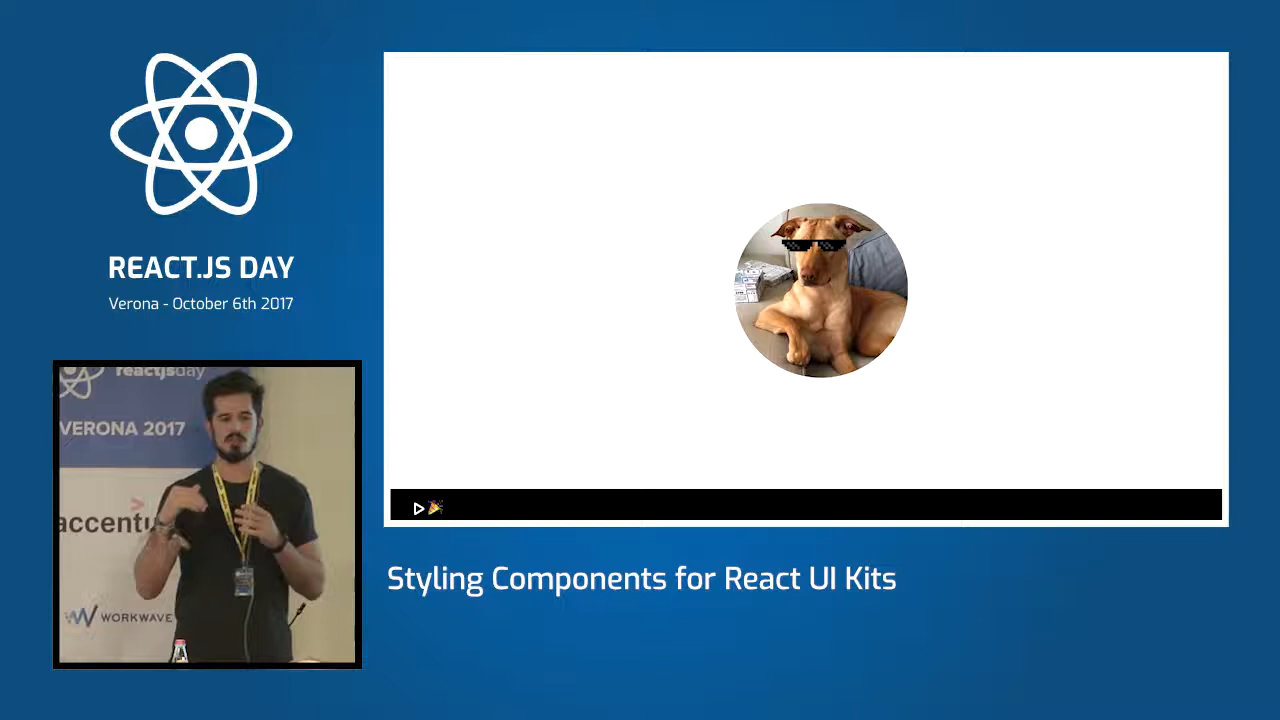 REACT.JS DAY
Verona - October 6th 2017
reactjsday
VERONA 2017
accentu
WORKWAVE
Styling Components for React UI Kits